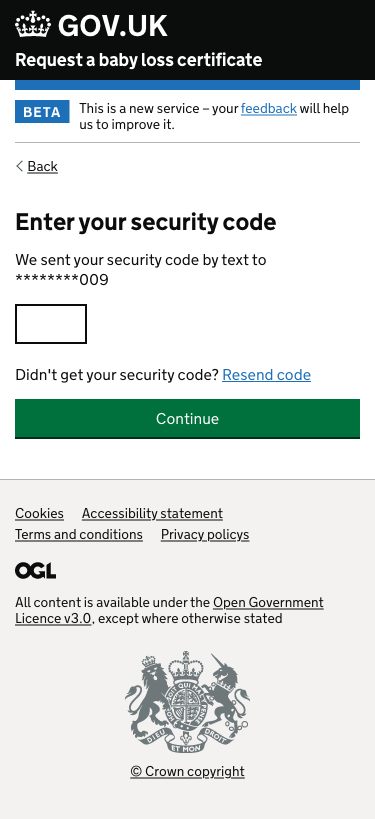 GOV.UK
Request a baby loss certificate
BETA This is a new service – your feedback will help
us to improve it.
Back
Enter your security code
We sent your security code by text to
********009
Didn't get your security code? Resend code
Continue
Cookies Accessibility statement
Terms and conditions Privacy policys
OGL
All content is available under the Open Government
Licence v3.0, except where otherwise stated
DIEU ET MON DROIT
© Crown copyright